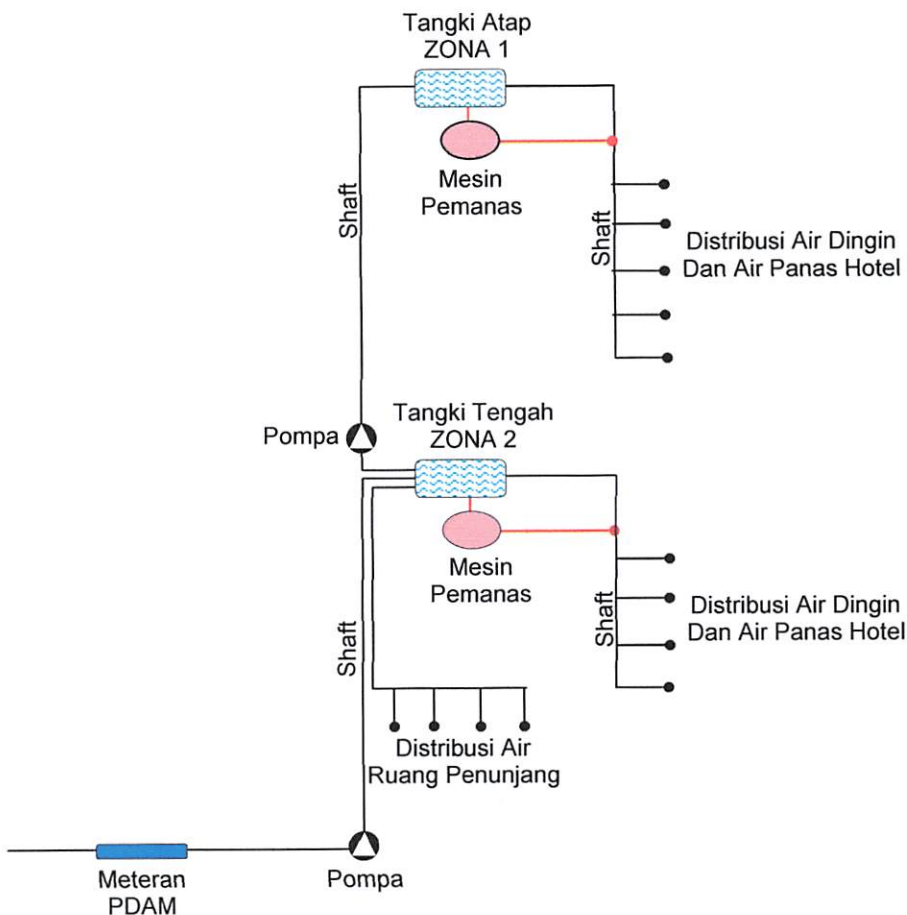 Tangki Atap
ZONA 1
Mesin
Pemanas
Shaft
Shaft
Distribusi Air Dingin
Dan Air Panas Hotel
Pompa
Tangki Tengah
ZONA 2
Mesin
Pemanas
Shaft
Shaft
Distribusi Air Dingin
Dan Air Panas Hotel
Distribusi Air
Ruang Penunjang
Meteran
PDAM
Pompa